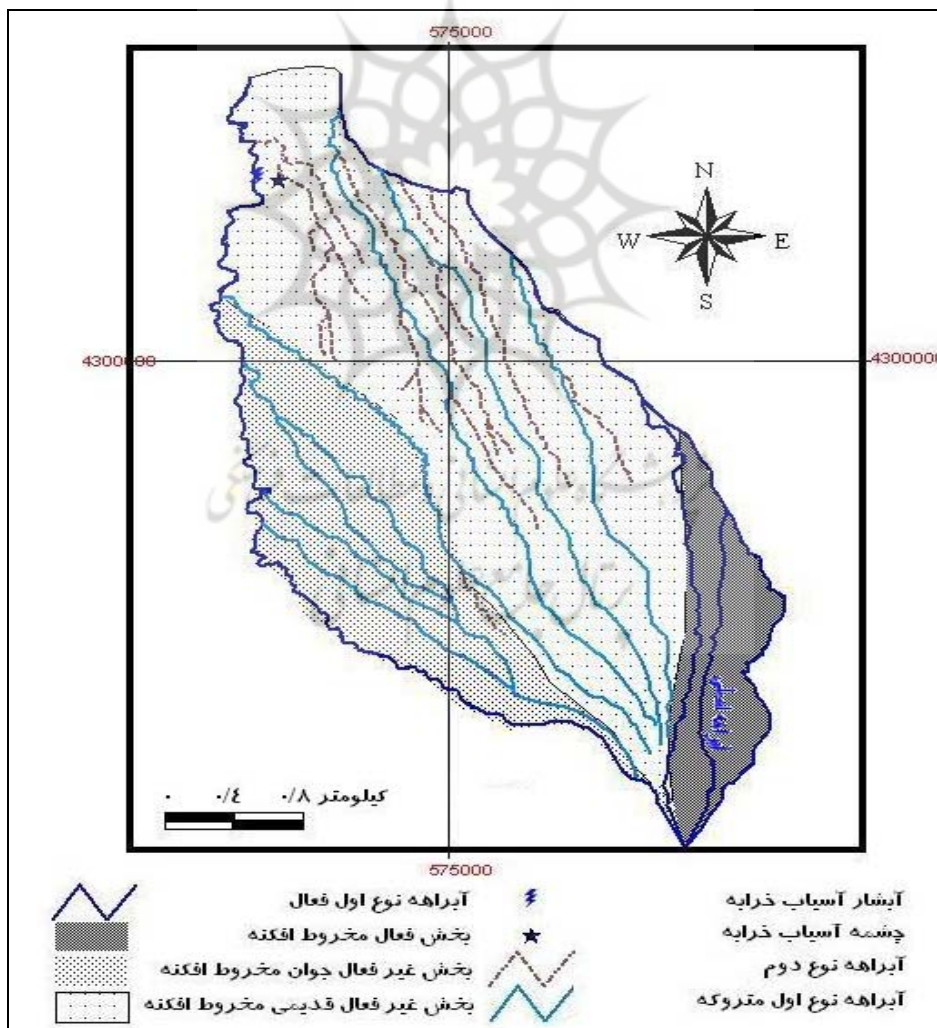 575000
N
W E
S
4300000 4300000
۰ ۰/٤ ۰/۸ کیلومتر
575000
آبراهه نوع اول فعال
بخش فعال مخروط افکنه
بخش غیر فعال جوان مخروط افکنه
بخش غیر فعال قدیمی مخروط افکنه
آبشار آسیاب خرابه
چشمه آسیاب خرابه
آبراهه نوع دوم
آبراهه نوع اول متروکه